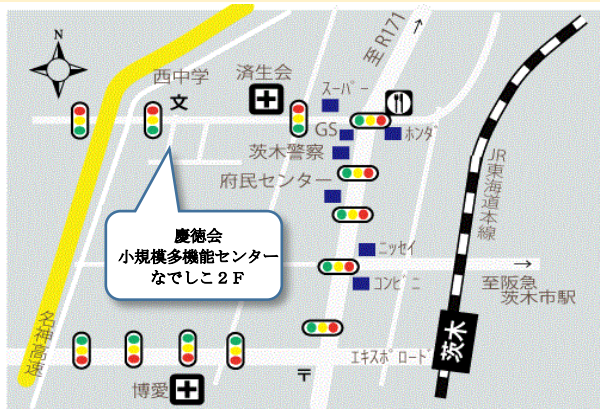 N
至R171
西中学
文
済生会
スーパー
GS
ホンダ
茨木警察
府民センター
JR東海道本線
慶徳会
小規模多機能センター
なでしこ２F
ニッセイ
コンビニ
→
至阪急
茨木市駅
名神高速
茨木
エキスポロード
〒
博愛